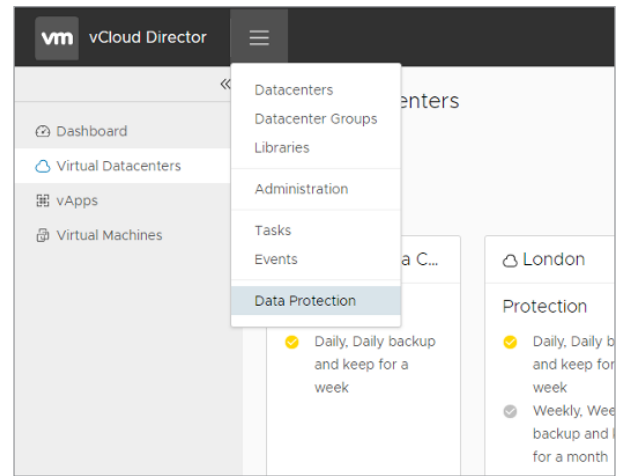 vm vCloud Director
Datacenters
Datacenter Groups
Libraries
Administration
Tasks
Events
Data Protection
Dashboard
Virtual Datacenters
vApps
Virtual Machines
enters
a C...
Daily, Daily backup
and keep for a
week
London
Protection
Daily, Daily b
and keep for
week
Weekly, Wee
backup and
for a month